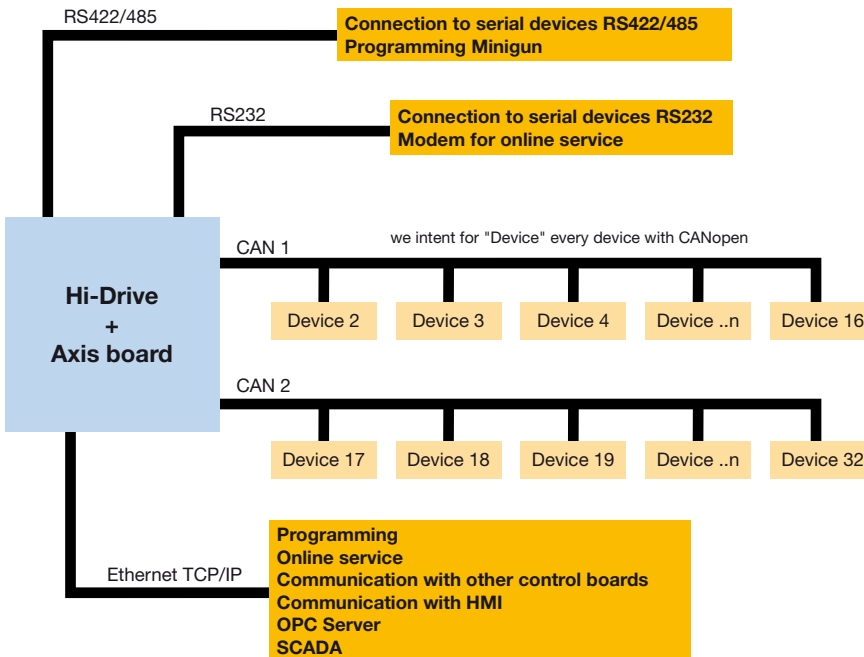 RS422/485
Connection to serial devices RS422/485
Programming Minigun
RS232
Connection to serial devices RS232
Modem for online service
Hi-Drive
+
Axis board
CAN 1
we intent for "Device" every device with CANopen
Device 2
Device 3
Device 4
Device ..n
Device 16
CAN 2
Device 17
Device 18
Device 19
Device ..n
Device 32
Ethernet TCP/IP
Programming
Online service
Communication with other control boards
Communication with HMI
OPC Server
SCADA